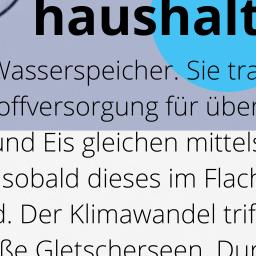 haushalt
Wasserspeicher. Sie tra
offversorgung für über
und Eis gleichen mittels
sobald dieses im Flach
d. Der Klimawandel trif
ße Gletscherseen. Dur